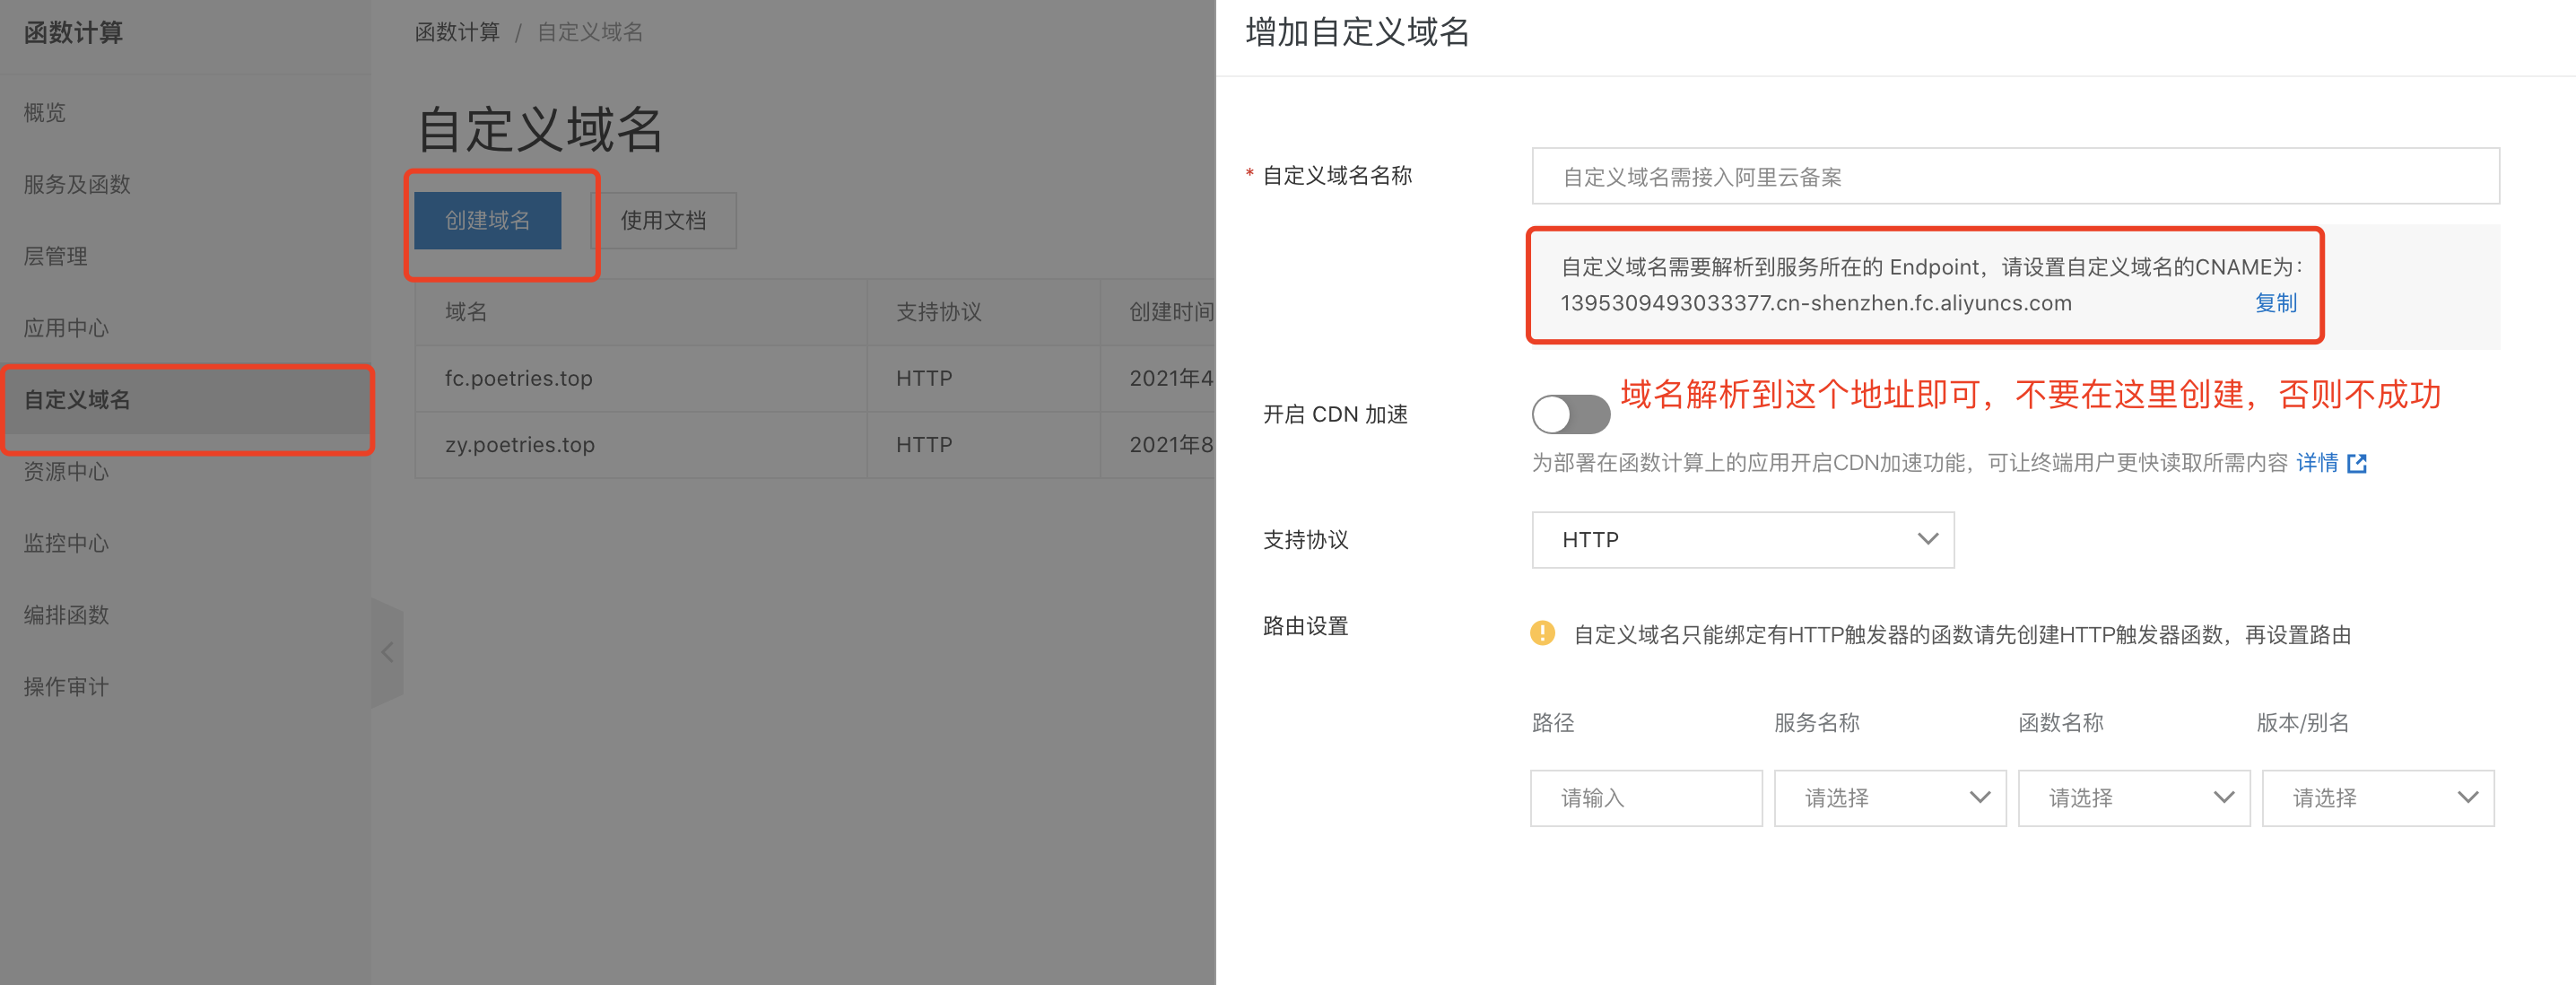 函数计算
概览
服务及函数
层管理
应用中心
自定义域名
资源中心
监控中心
编排函数
操作审计
函数计算 / 自定义域名
自定义域名
创建域名 使用文档
域名 支持协议 创建时间
fc.poetries.top HTTP 2021年4
zy.poetries.top HTTP 2021年8
增加自定义域名
* 自定义域名名称 自定义域名需接入阿里云备案
自定义域名需要解析到服务所在的 Endpoint，请设置自定义域名的CNAME为：
1395309493033377.cn-shenzhen.fc.aliyuncs.com 复制
域名解析到这个地址即可，不要在这里创建，否则不成功
开启 CDN 加速
为部署在函数计算上的应用开启CDN加速功能，可让终端用户更快读取所需内容 详情
支持协议 HTTP
路由设置 自定义域名只能绑定有HTTP触发器的函数请先创建HTTP触发器函数，再设置路由
路径 服务名称 函数名称 版本/别名
请输入 请选择 请选择 请选择